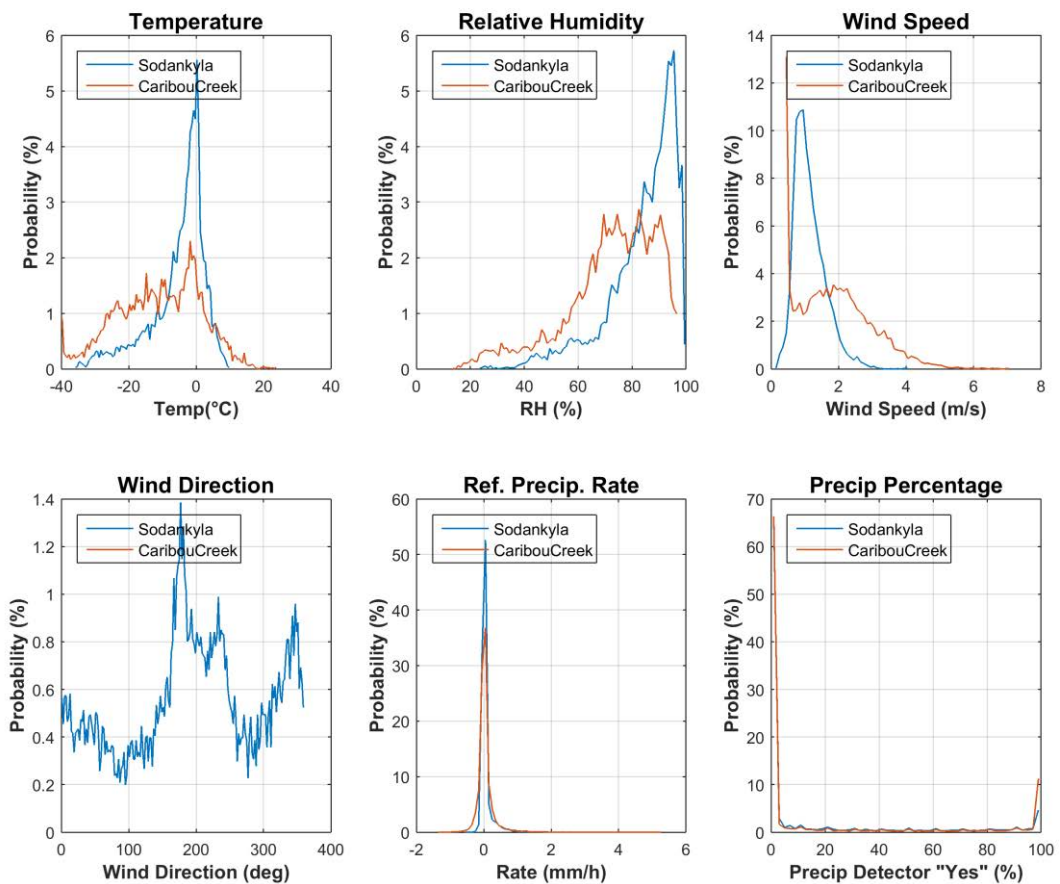 Temperature
6
5
4
3
2
1
0
-40
-20
0
20
40
Probability (%)
Temp(°C)
Sodankyla
CaribouCreek
Relative Humidity
6
5
4
3
2
1
0
0
20
40
60
80
100
Probability (%)
RH (%)
Sodankyla
CaribouCreek
Wind Speed
14
12
10
8
6
4
2
0
0
2
4
6
8
Probability (%)
Wind Speed (m/s)
Sodankyla
CaribouCreek
Wind Direction
1.4
1.2
1
0.8
0.6
0.4
0.2
0
0
100
200
300
400
Probability (%)
Wind Direction (deg)
Sodankyla
CaribouCreek
Ref. Precip. Rate
60
50
40
30
20
10
0
-2
0
2
4
6
Probability (%)
Rate (mm/h)
Sodankyla
CaribouCreek
Precip Percentage
70
60
50
40
30
20
10
0
0
20
40
60
80
100
Probability (%)
Precip Detector "Yes" (%)
Sodankyla
CaribouCreek